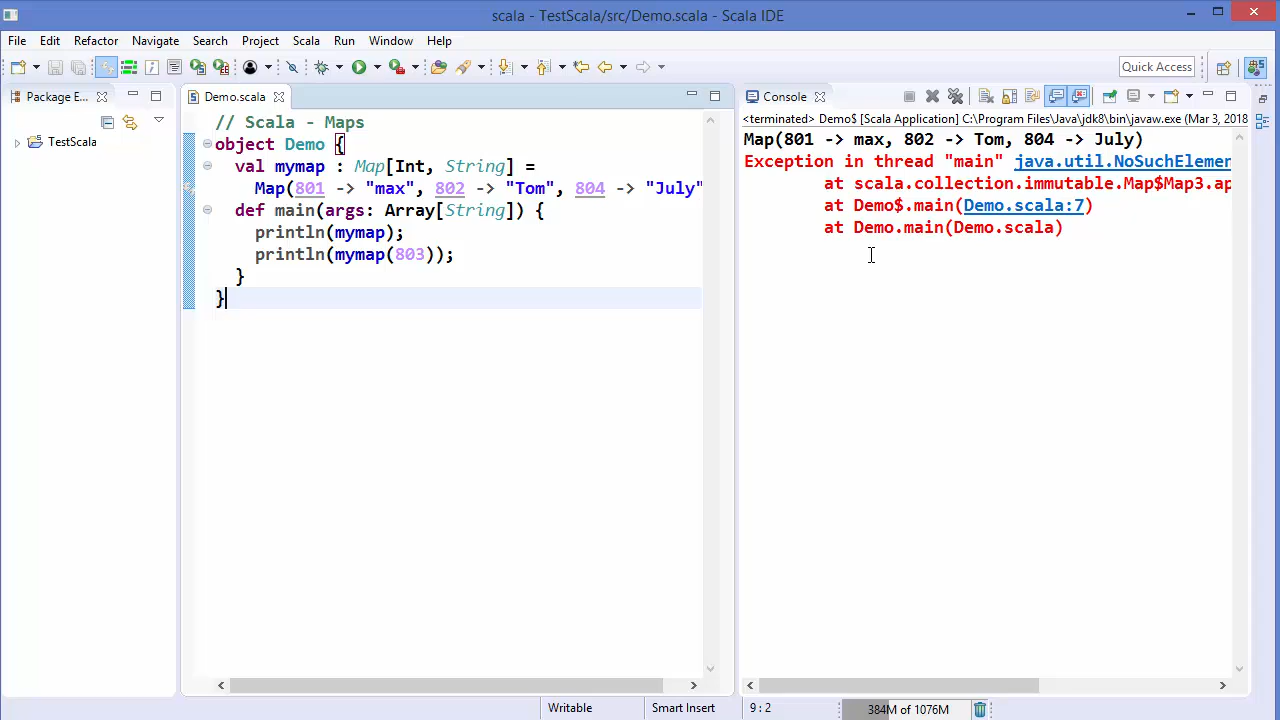 scala - TestScala/src/Demo.scala - Scala IDE
File Edit Refactor Navigate Search Project Scala Run Window Help
Quick Access
Package E...
Demo.scala
Console
<terminated> Demo$ [Scala Application] C:\Program Files\Java\jdk8\bin\javaw.exe (Mar 3, 2018
TestScala
// Scala - Maps
object Demo {
val mymap : Map[Int, String] =
Map(801 -> "max", 802 -> "Tom", 804 -> "July"
def main(args: Array[String]) {
println(mymap);
println(mymap(803));
}
}
Map(801 -> max, 802 -> Tom, 804 -> July)
Exception in thread "main" java.util.NoSuchElemen
at scala.collection.immutable.Map$Map3.ap
at Demo$.main(Demo.scala:7)
at Demo.main(Demo.scala)
Writable Smart Insert 9 : 2 384M of 1076M